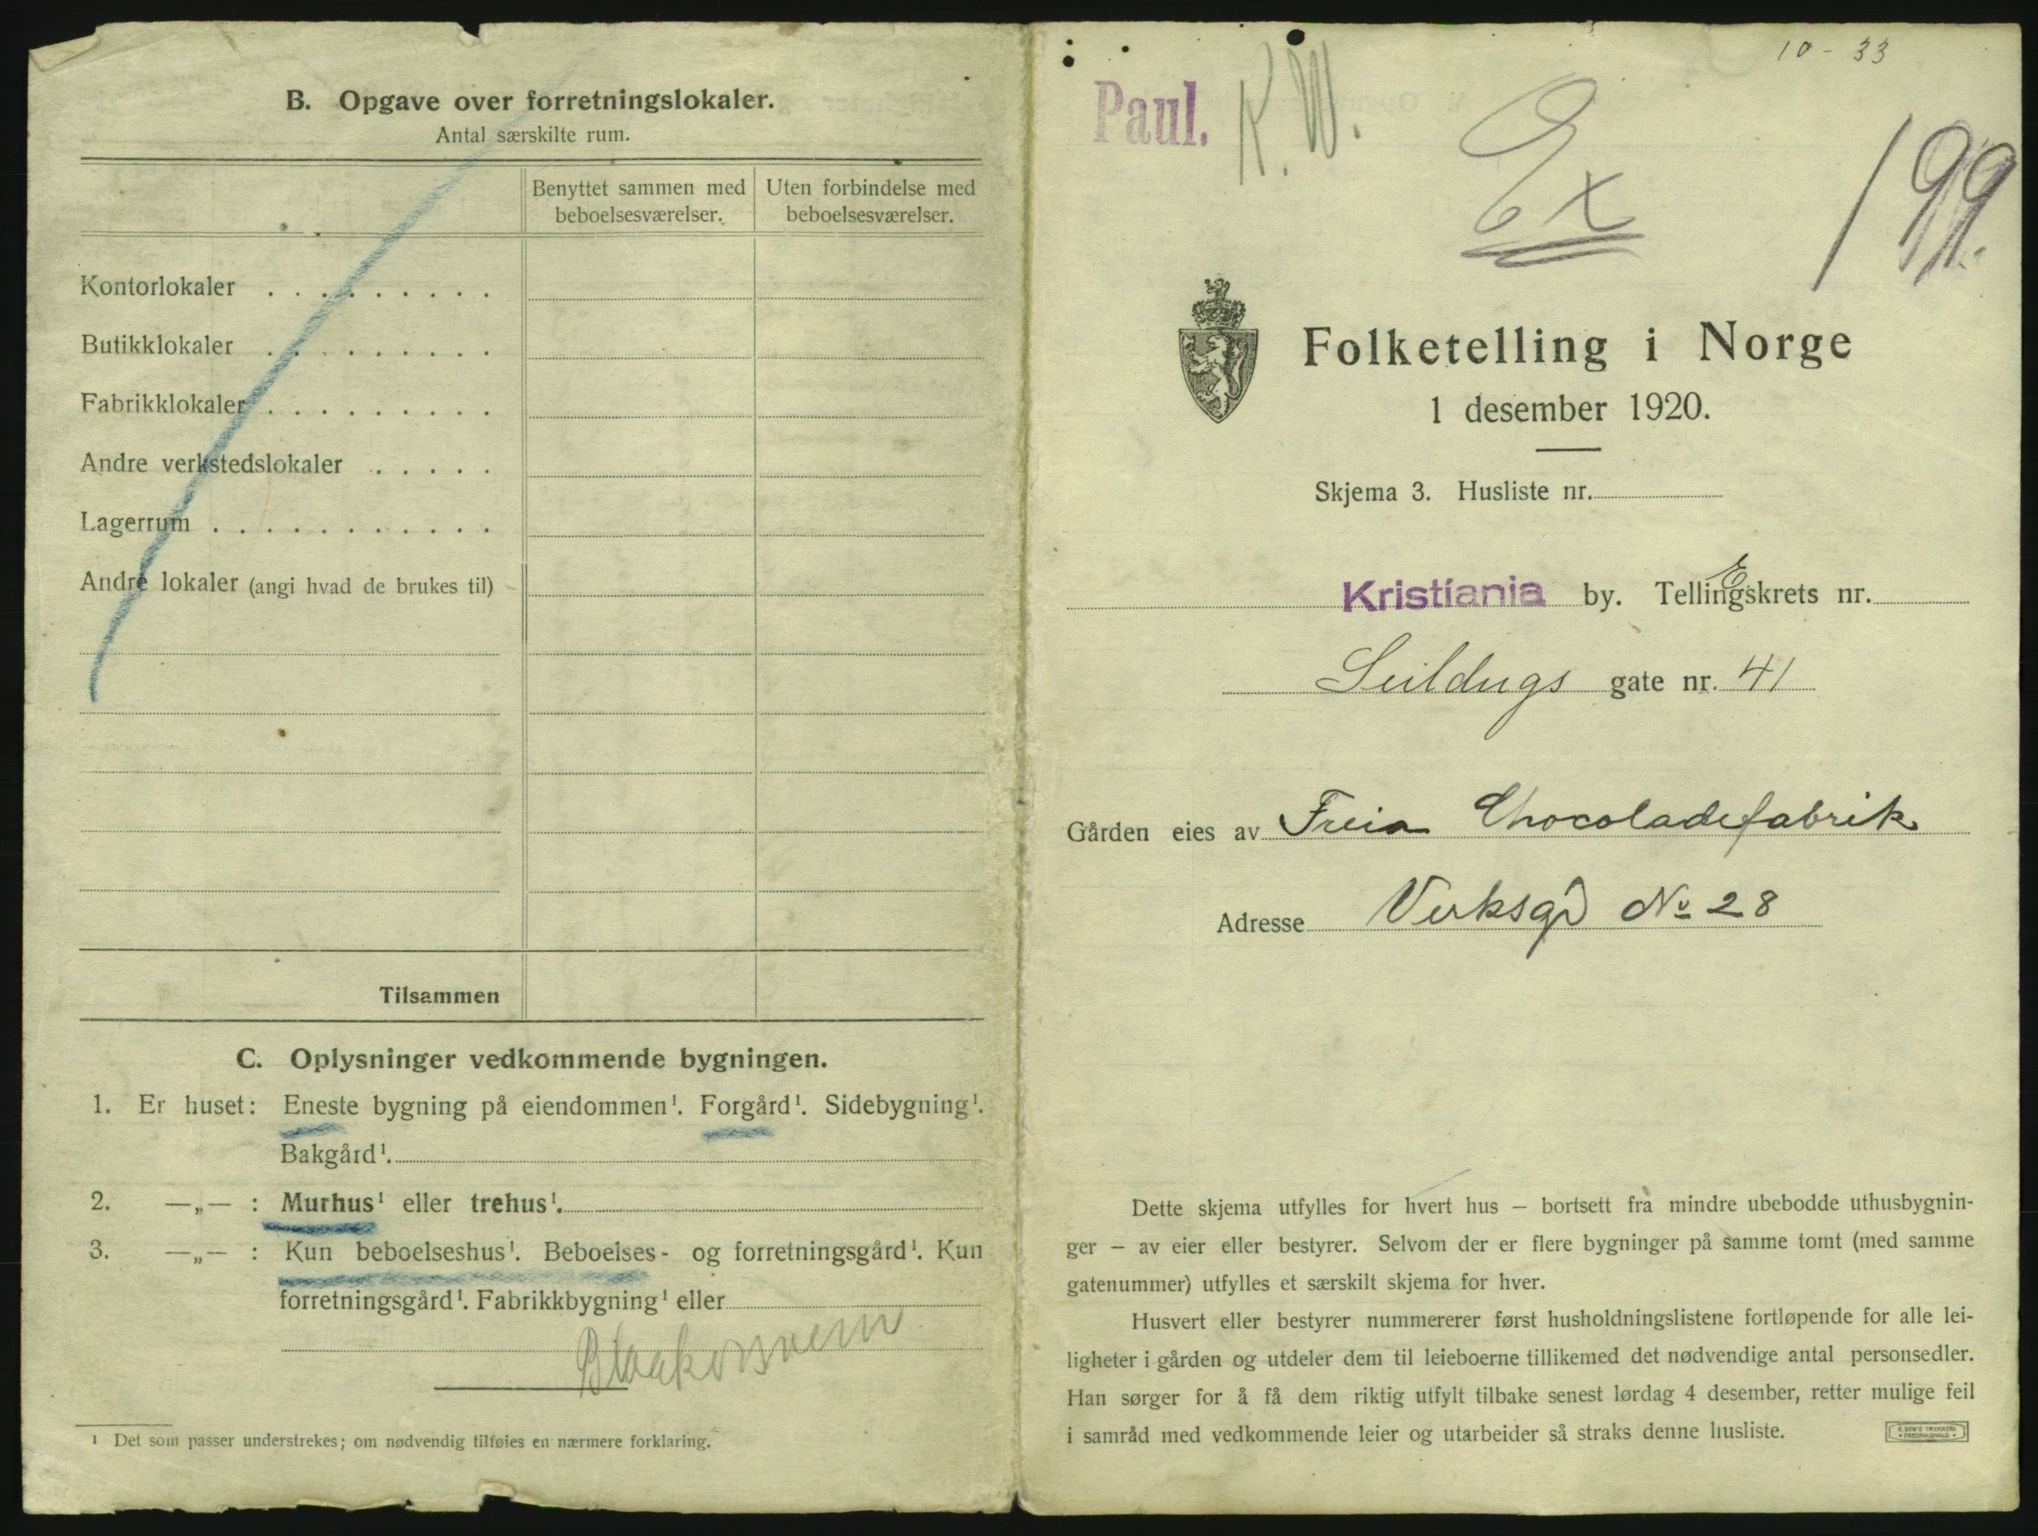 B. Opgave over forretningslokaler.
Antal særskilte rum.
Benyttet sammen med beboelsesværelser.
Uten forbindelse med beboelsesværelser.
Kontorlokaler . . . . . . . . .
Butikklokaler . . . . . . . . .
Fabrikklokaler . . . . . . . . .
Andre verkstedslokaler . . . . .
Lagerrum . . . . . . . . . . .
Andre lokaler (angi hvad de brukes til)
Tilsammen
C. Oplysninger vedkommende bygningen.
1. Er huset: Eneste bygning på eiendommen¹. Forgård¹. Sidebygning¹.
Bakgård¹.
2. —„— : Murhus¹ eller trehus¹.
3. —„— : Kun beboelseshus¹. Beboelses- og forretningsgård¹. Kun
forretningsgård¹. Fabrikkbygning¹ eller
¹ Det som passer understrekes; om nødvendig tilføies en nærmere forklaring.
10 - 33
Paul. K. W.
Ex
199.
Folketelling i Norge
1 desember 1920.
Skjema 3. Husliste nr.
E.
Kristiania by. Tellingskrets nr.
Seildugs gate nr. 41
Gården eies av Freia Chocoladefabrik
Adresse Verksgd No 28
Dette skjema utfylles for hvert hus — bortsett fra mindre ubebodde uthusbygnin-
ger — av eier eller bestyrer. Selvom der er flere bygninger på samme tomt (med samme
gatenummer) utfylles et særskilt skjema for hver.
Husvert eller bestyrer nummererer først husholdningslistene fortløpende for alle lei-
ligheter i gården og utdeler dem til leieboerne tillikemed det nødvendige antal personsedler.
Han sørger for å få dem riktig utfylt tilbake senest lørdag 4 desember, retter mulige feil
i samråd med vedkommende leier og utarbeider så straks denne husliste.
E. SEM'S TRYKKERI
FREDRIKSHALD